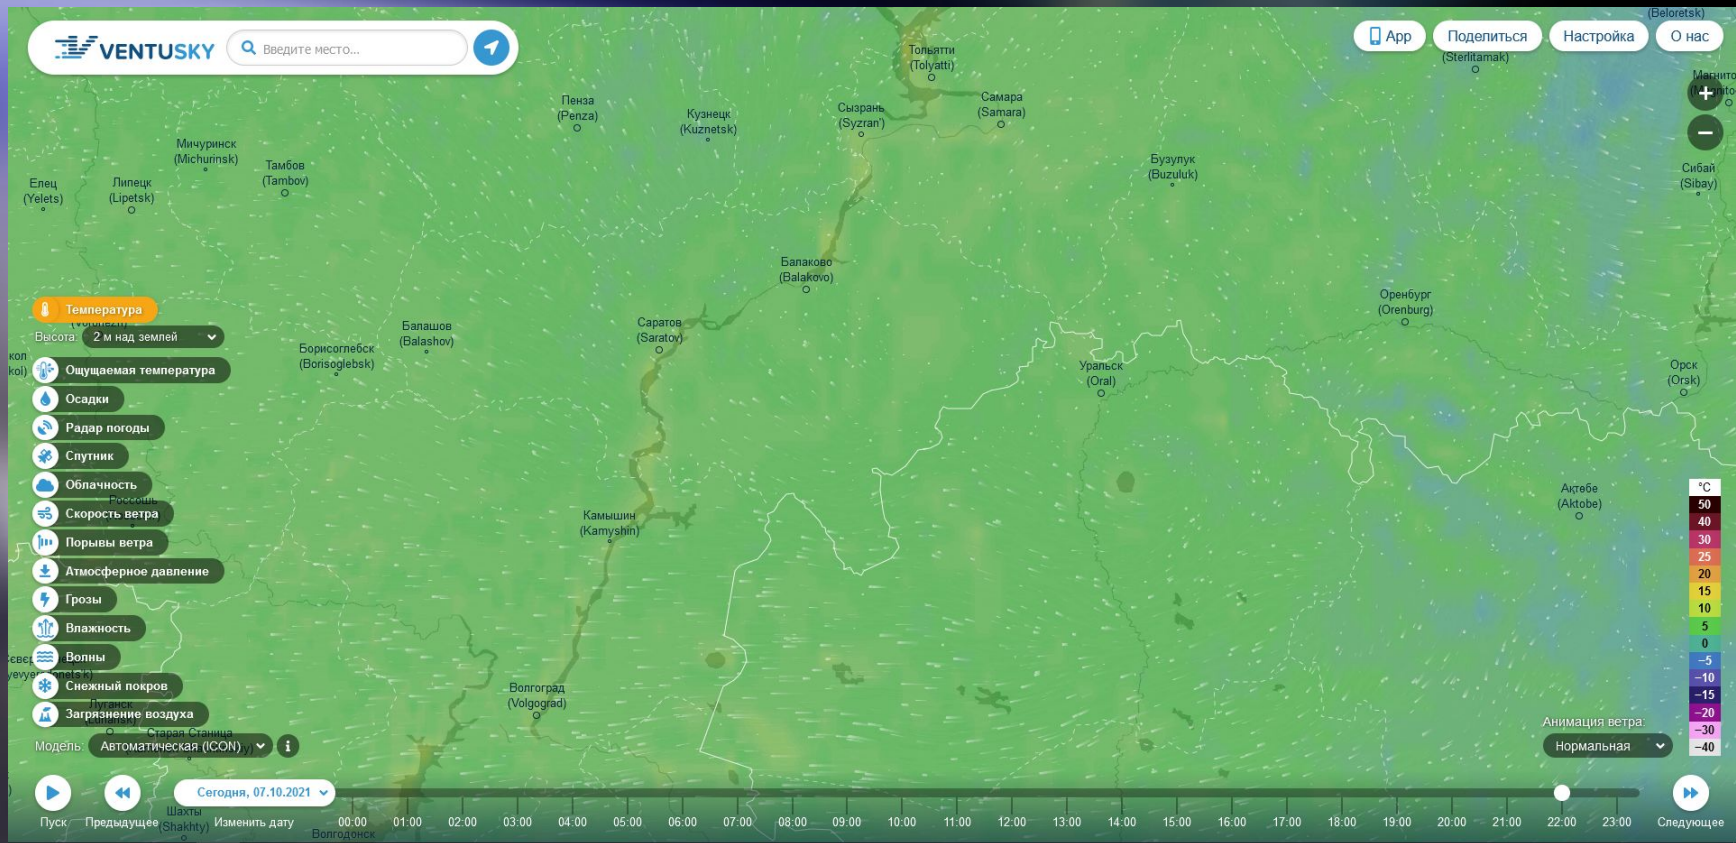 VENTUSKY
Введите место...
App
Поделиться
Настройка
О нас
(Beloretsk)
Тольятти
(Tolyatti)
(Sterlitamak)
Магнито
Пенза
(Penza)
Кузнецк
(Kuznetsk)
Сызрань
(Syzran')
Самара
(Samara)
Мичуринск
(Michurinsk)
Тамбов
(Tambov)
Бузулук
(Buzuluk)
Сибай
(Sibay)
Елец
(Yelets)
Липецк
(Lipetsk)
Балаково
(Balakovo)
Оренбург
(Orenburg)
Температура
Высота:
2 м над землей
Балашов
(Balashov)
Саратов
(Saratov)
Борисоглебск
(Borisoglebsk)
Уральск
(Oral)
Орск
(Orsk)
кол
kol)
Ощущаемая температура
Осадки
Радар погоды
Спутник
Облачность
Россошь
Скорость ветра
Порывы ветра
Атмосферное давление
Грозы
Влажность
Волны
Снежный покров
Загрязнение воздуха
Камышин
(Kamyshin)
Ақтөбе
(Aktobe)
Волгоград
(Volgograd)
Луганск
(Luhansk)
Старая Станица
°C
50
40
30
25
20
15
10
5
0
−5
−10
−15
−20
−30
−40
Анимация ветра:
Нормальная
Модель:
Автоматическая (ICON)
i
Пуск
Предыдущее
Сегодня, 07.10.2021
Изменить дату
Шахты
(Shakhty)
Волгодонск
00:00 01:00 02:00 03:00 04:00 05:00 06:00 07:00 08:00 09:00 10:00 11:00 12:00 13:00 14:00 15:00 16:00 17:00 18:00 19:00 20:00 21:00 22:00 23:00
Следующее